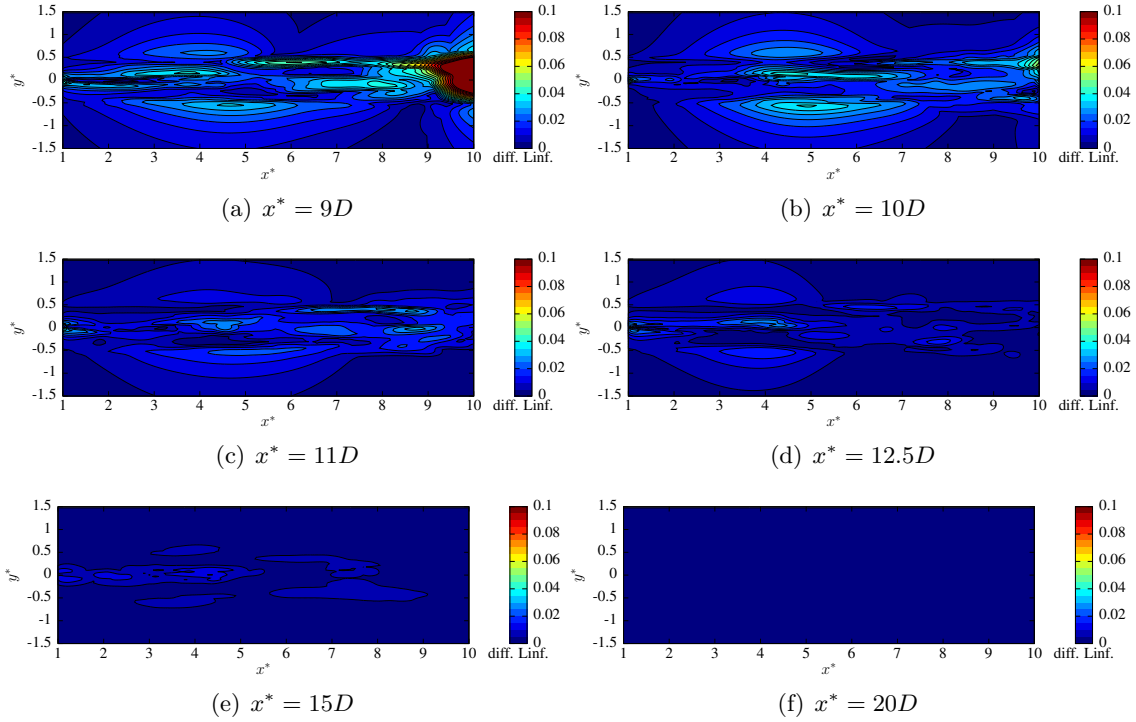 1.5
1
0.5
0
-0.5
-1
-1.5
y*
1 2 3 4 5 6 7 8 9 10
x*
0.1
0.08
0.06
0.04
0.02
0
diff. Linf.
(a) x* = 9D
1.5
1
0.5
0
-0.5
-1
-1.5
y*
1 2 3 4 5 6 7 8 9 10
x*
0.1
0.08
0.06
0.04
0.02
0
diff. Linf.
(b) x* = 10D
1.5
1
0.5
0
-0.5
-1
-1.5
y*
1 2 3 4 5 6 7 8 9 10
x*
0.1
0.08
0.06
0.04
0.02
0
diff. Linf.
(c) x* = 11D
1.5
1
0.5
0
-0.5
-1
-1.5
y*
1 2 3 4 5 6 7 8 9 10
x*
0.1
0.08
0.06
0.04
0.02
0
diff. Linf.
(d) x* = 12.5D
1.5
1
0.5
0
-0.5
-1
-1.5
y*
1 2 3 4 5 6 7 8 9 10
x*
0.1
0.08
0.06
0.04
0.02
0
diff. Linf.
(e) x* = 15D
1.5
1
0.5
0
-0.5
-1
-1.5
y*
1 2 3 4 5 6 7 8 9 10
x*
0.1
0.08
0.06
0.04
0.02
0
diff. Linf.
(f) x* = 20D